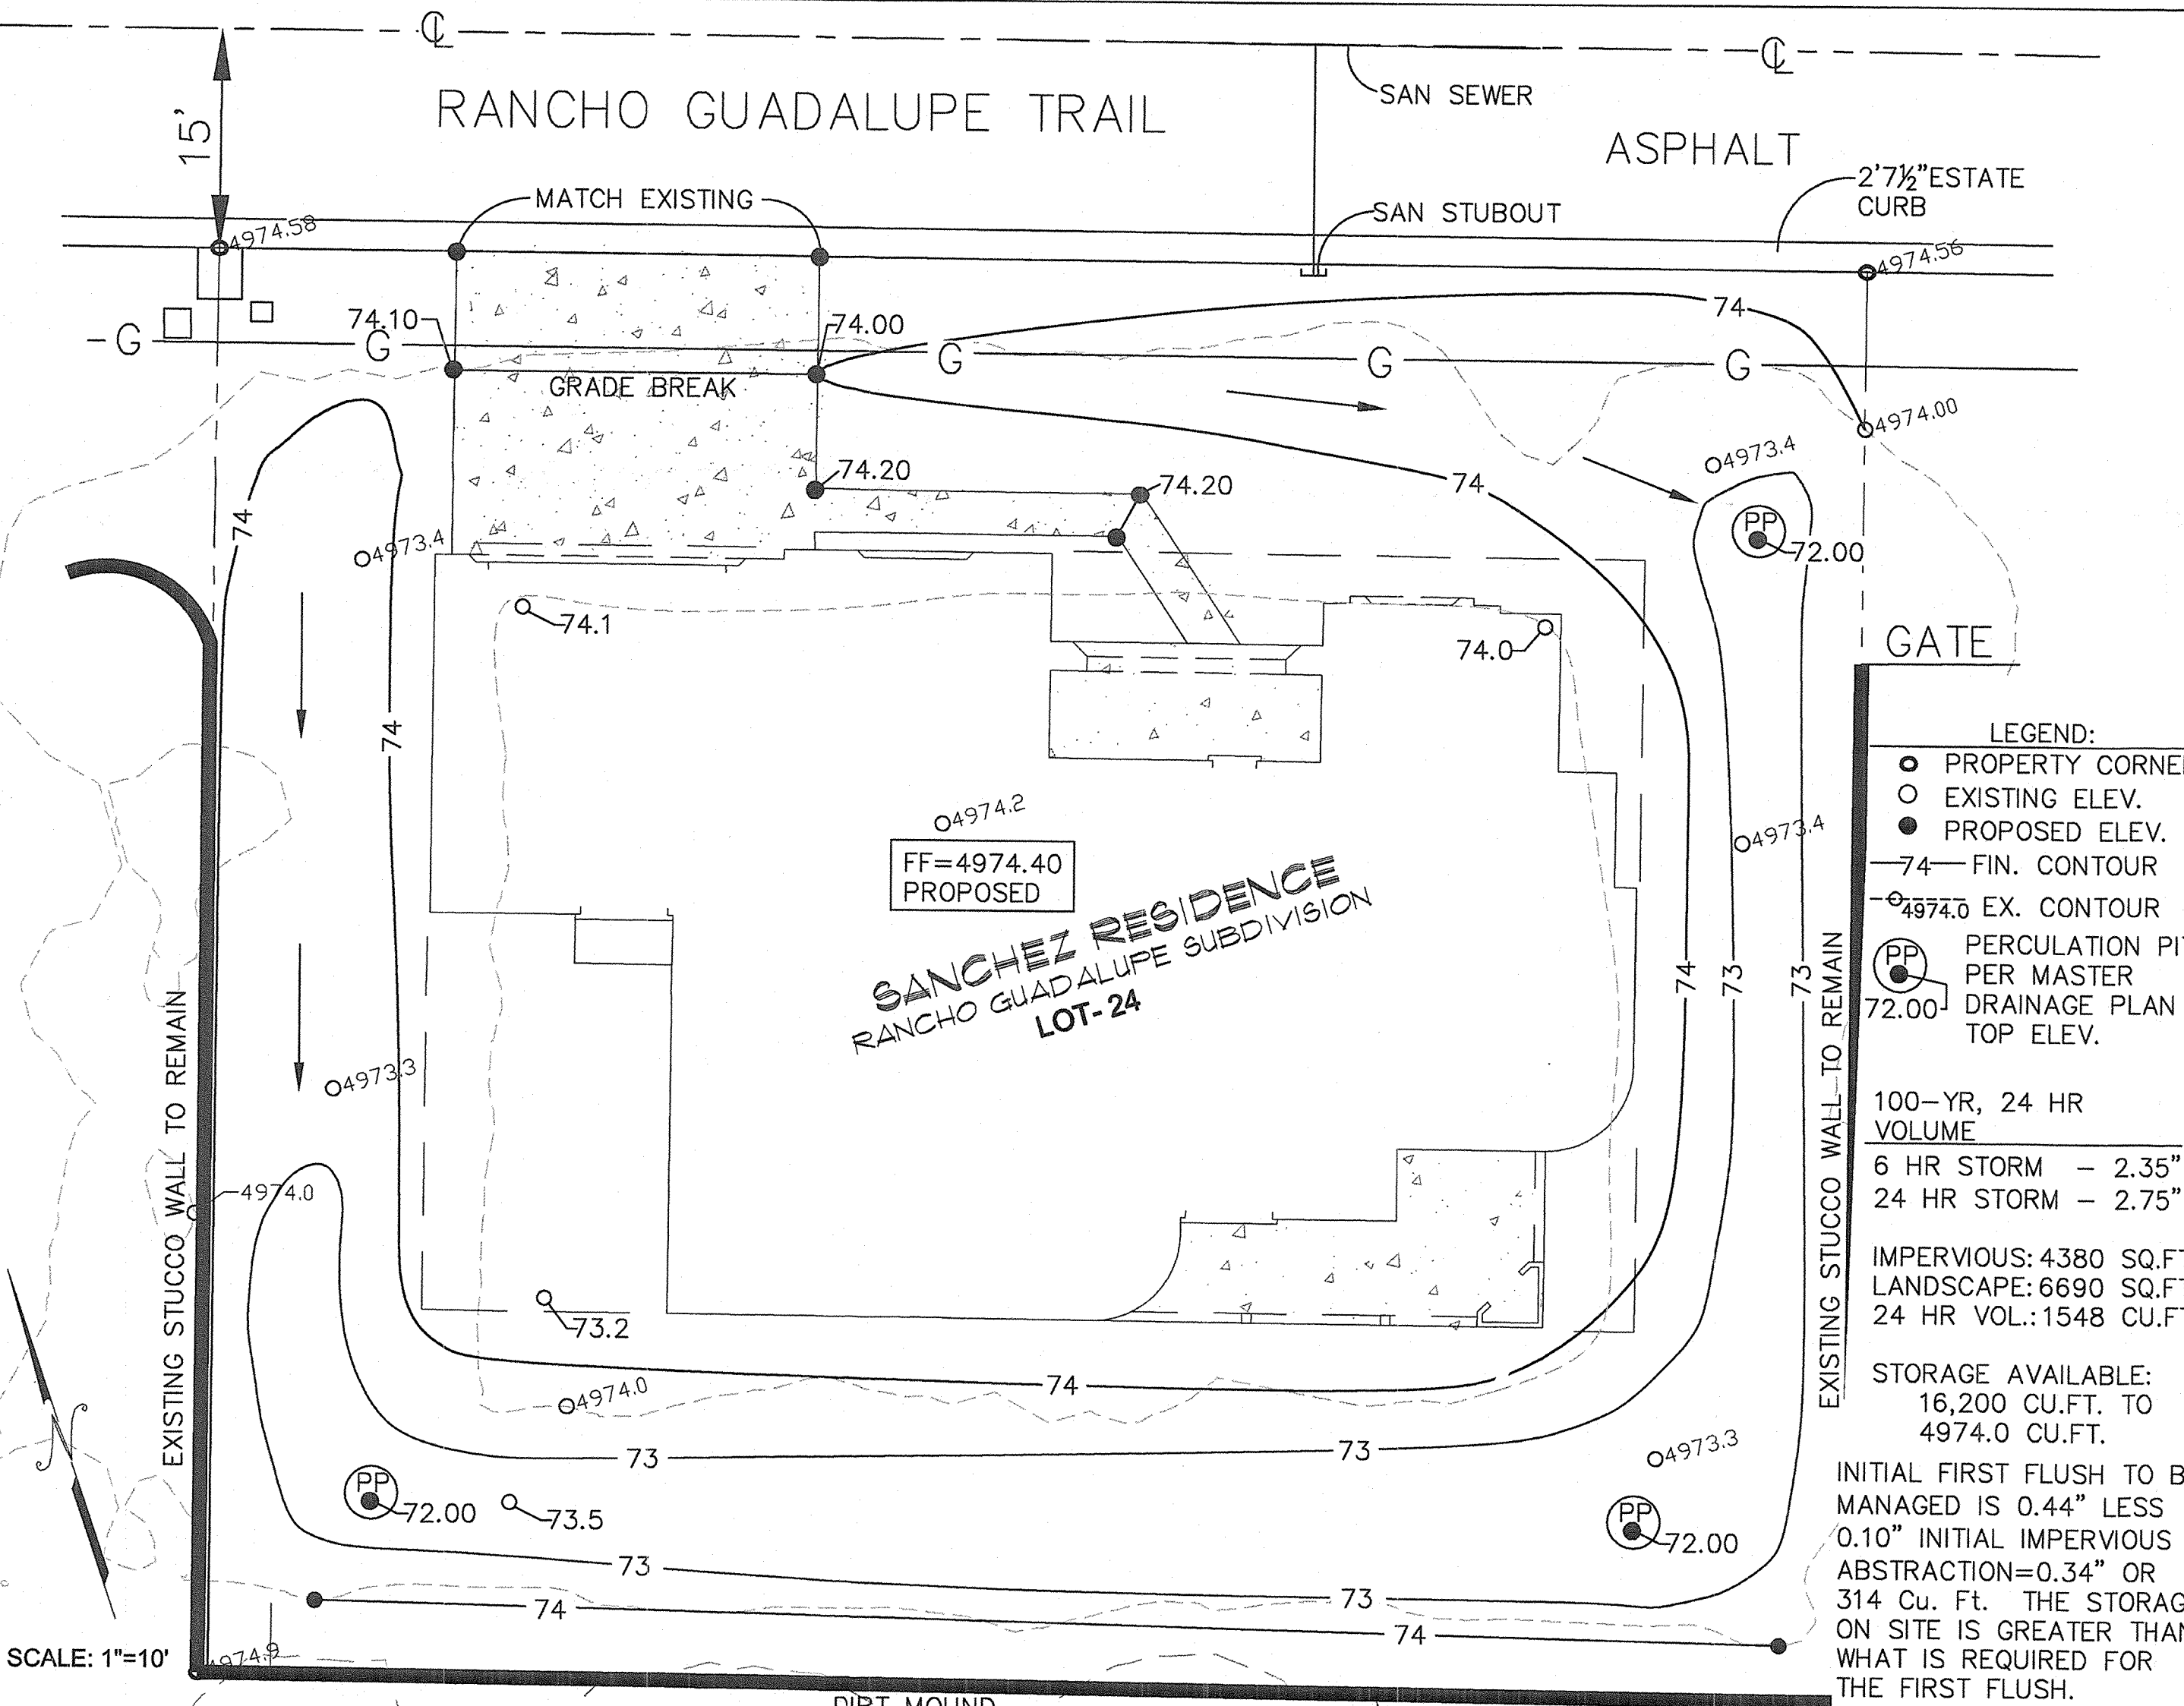 ℄
℄
SAN SEWER
RANCHO GUADALUPE TRAIL
ASPHALT
15'
2'7½"ESTATE
CURB
MATCH EXISTING
SAN STUBOUT
4974.58
4974.56
74
74.10
74.00
-G
G
G
G
G
GRADE BREAK
4974.00
4973.4
74.20
74.20
74
74
4973.4
PP
72.00
74.1
74.0
GATE
74
LEGEND:
PROPERTY CORNE
EXISTING ELEV.
PROPOSED ELEV.
74 FIN. CONTOUR
4974.0 EX. CONTOUR
PP
72.00
PERCULATION PI
PER MASTER
DRAINAGE PLAN
TOP ELEV.
4974.2
4973.4
FF=4974.40
PROPOSED
SANCHEZ RESIDENCE
RANCHO GUADALUPE SUBDIVISION
LOT-24
74
73
73
EXISTING STUCCO WALL TO REMAIN
EXISTING STUCCO WALL TO REMAIN
4973.3
4974.0
100-YR, 24 HR
VOLUME
6 HR STORM - 2.35"
24 HR STORM - 2.75"
IMPERVIOUS: 4380 SQ.FT
LANDSCAPE: 6690 SQ.FT
24 HR VOL.: 1548 CU.FT
STORAGE AVAILABLE:
16,200 CU.FT. TO
4974.0 CU.FT.
INITIAL FIRST FLUSH TO B
MANAGED IS 0.44" LESS
0.10" INITIAL IMPERVIOUS
ABSTRACTION=0.34" OR
314 Cu. Ft. THE STORAG
ON SITE IS GREATER THAN
WHAT IS REQUIRED FOR
THE FIRST FLUSH.
73.2
4974.0
74
73
73
4973.3
N
PP
72.00
73.5
PP
72.00
73
73
74
74
SCALE: 1"=10'
4974.9
DIRT MOUND